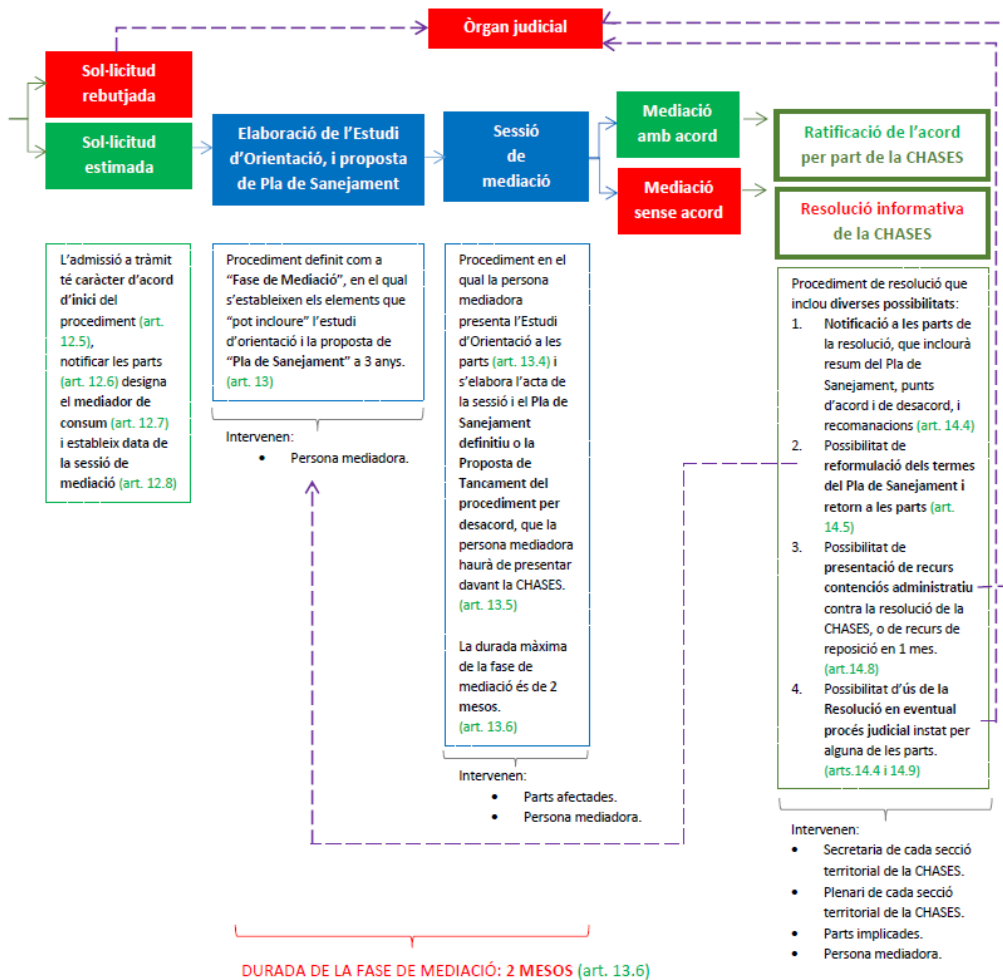 Òrgan judicial
Sol·licitud
rebutjada
Sol·licitud
estimada
Elaboració de l'Estudi
d'Orientació, i proposta
de Pla de Sanejament
Sessió
de
mediació
Mediació
amb acord
Mediació
sense acord
Ratificació de l'acord
per part de la CHASES
Resolució informativa
de la CHASES
L'admissió a tràmit
té caràcter d'acord
d'inici del
procediment (art.
12.5),
notificar les parts
(art. 12.6) designa
el mediador de
consum (art. 12.7)
i estableix data de
la sessió de
mediació (art. 12.8)
Procediment definit com a
"Fase de Mediació", en el qual
s'estableixen els elements que
"pot incloure" l'estudi
d'orientació i la proposta de
"Pla de Sanejament" a 3 anys.
(art. 13)
Intervenen:
• Persona mediadora.
Procediment en el
qual la persona
mediadora
presenta l'Estudi
d'Orientació a les
parts (art. 13.4) i
s'elabora l'acta de
la sessió i el Pla de
Sanejament
definitiu o la
Proposta de
Tancament del
procediment per
desacord, que la
persona mediadora
haurà de presentar
davant la CHASES.
(art. 13.5)
La durada màxima
de la fase de
mediació és de 2
mesos.
(art. 13.6)
Intervenen:
• Parts afectades.
• Persona mediadora.
Procediment de resolució que
inclou diverses possibilitats:
1. Notificació a les parts de
la resolució, que inclourà
resum del Pla de
Sanejament, punts
d'acord i de desacord, i
recomanacions (art. 14.4)
2. Possibilitat de
reformulació dels termes
del Pla de Sanejament i
retorn a les parts (art.
14.5)
3. Possibilitat de
presentació de recurs
contenciós administratiu
contra la resolució de la
CHASES, o de recurs de
reposició en 1 mes.
(art.14.8)
4. Possibilitat d'ús de la
Resolució en eventual
procés judicial instat per
alguna de les parts.
(arts.14.4 i 14.9)
Intervenen:
• Secretaria de cada secció
territorial de la CHASES.
• Plenari de cada secció
territorial de la CHASES.
• Parts implicades.
• Persona mediadora.
DURADA DE LA FASE DE MEDIACIÓ: 2 MESOS (art. 13.6)